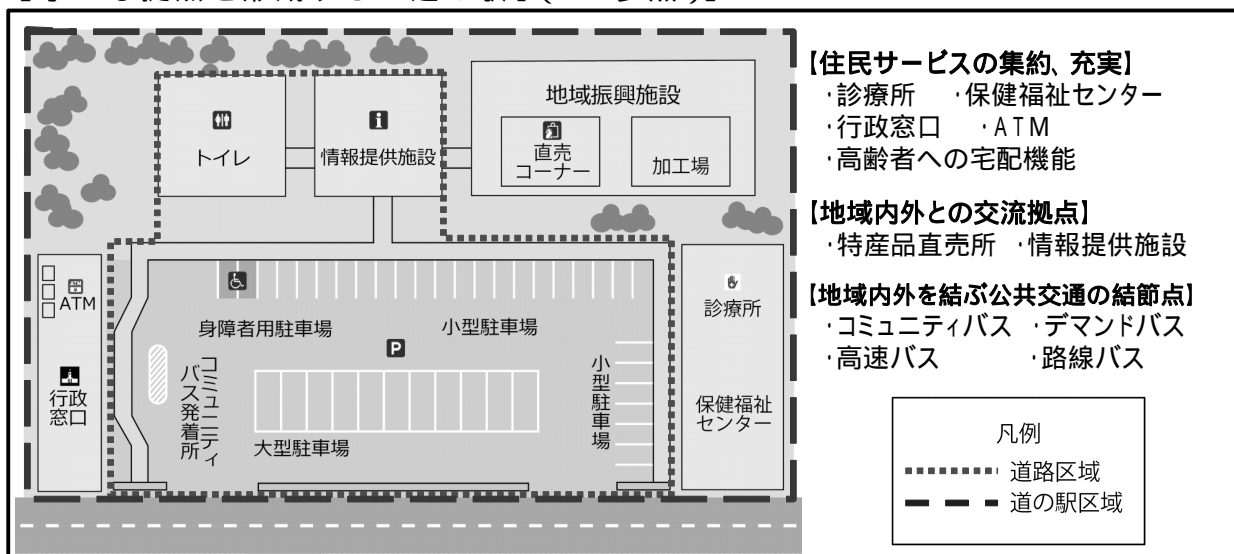 地域振興施設
トイレ
情報提供施設
直売
コーナー
加工場
ATM
行政
窓口
身障者用駐車場
小型駐車場
P
コミュニティ
バス発着所
大型駐車場
小型駐車場
診療所
保健福祉
センター
【住民サービスの集約、充実】
・診療所 ・保健福祉センター
・行政窓口 ・ATM
・高齢者への宅配機能
【地域内外との交流拠点】
・特産品直売所 ・情報提供施設
【地域内外を結ぶ公共交通の結節点】
・コミュニティバス ・デマンドバス
・高速バス ・路線バス
凡例
道路区域
道の駅区域